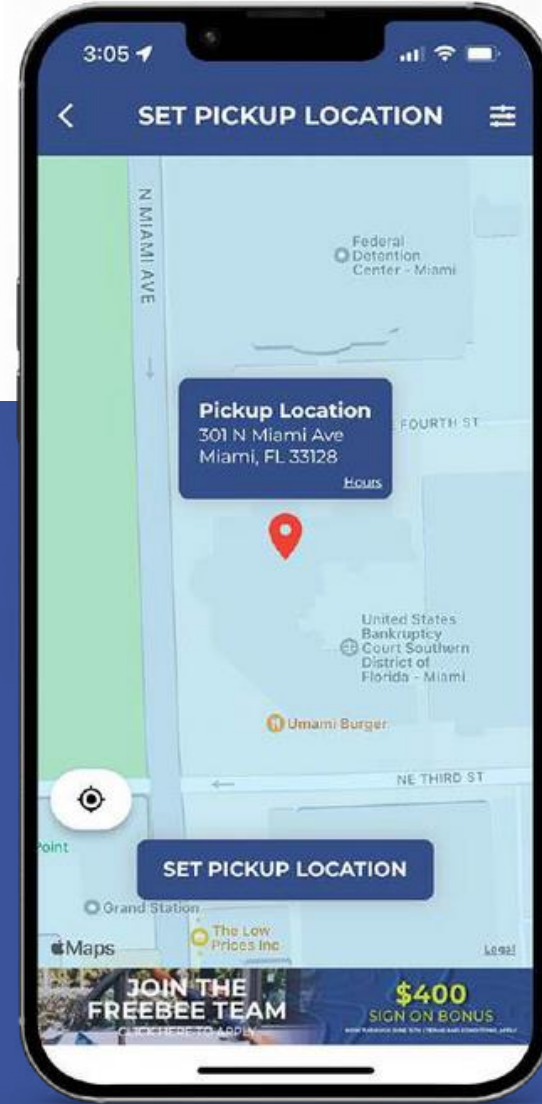 3:05
SET PICKUP LOCATION
N MIAMI AVE
Federal
Detention
Center - Miami
Pickup Location
301 N Miami Ave
Miami, FL 33128
Hours
FOURTH ST
United States
Bankruptcy
Court Southern
District of
Florida - Miami
Umami Burger
NE THIRD ST
Point
SET PICKUP LOCATION
Grand Station
Maps
The Low
Prices Inc
Legal
JOIN THE
FREEBEE TEAM
CLICK HERE TO APPLY
$400
SIGN ON BONUS